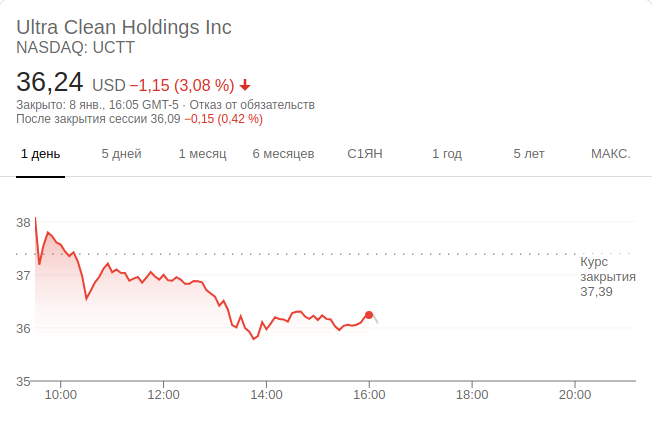 Ultra Clean Holdings Inc
NASDAQ: UCTT
36,24 USD −1,15 (3,08 %)
Закрыто: 8 янв., 16:05 GMT-5 · Отказ от обязательств
После закрытия сессии 36,09 −0,15 (0,42 %)
1 день 5 дней 1 месяц 6 месяцев С1ЯН 1 год 5 лет МАКС.
38
Курс
закрытия
37,39
37
36
35
10:00 12:00 14:00 16:00 18:00 20:00